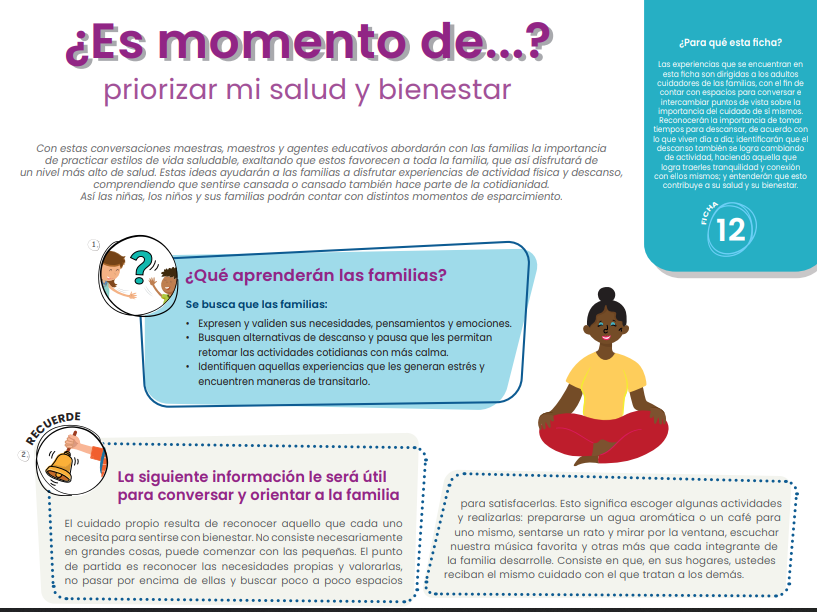 ¿Es momento de...?
priorizar mi salud y bienestar
Con estas conversaciones maestras, maestros y agentes educativos abordarán con las familias la importancia
de practicar estilos de vida saludable, exaltando que estos favorecen a toda la familia, que así disfrutará de
un nivel más alto de salud. Estas ideas ayudarán a las familias a disfrutar experiencias de actividad física y descanso,
comprendiendo que sentirse cansada o cansado también hace parte de la cotidianidad.
Así las niñas, los niños y sus familias podrán contar con distintos momentos de esparcimiento.
¿Para qué esta ficha?
Las experiencias que se encuentran en
esta ficha son dirigidas a los adultos
cuidadores de las familias, con el fin de
contar con espacios para conversar e
intercambiar puntos de vista sobre la
importancia del cuidado de sí mismos.
Reconocerán la importancia de tomar
tiempos para descansar, de acuerdo con
lo que viven día a día; identificarán que el
descanso también se logra cambiando
de actividad, haciendo aquella que
logra traerles tranquilidad y conexión
con ellos mismos; y entenderán que esto
contribuye a su salud y su bienestar.
FICHA
12
1.
¿Qué aprenderán las familias?
Se busca que las familias:
• Expresen y validen sus necesidades, pensamientos y emociones.
• Busquen alternativas de descanso y pausa que les permitan
retomar las actividades cotidianas con más calma.
• Identifiquen aquellas experiencias que les generan estrés y
encuentren maneras de transitarlo.
RECUERDE
2.
La siguiente información le será útil
para conversar y orientar a la familia
El cuidado propio resulta de reconocer aquello que cada uno
necesita para sentirse con bienestar. No consiste necesariamente
en grandes cosas, puede comenzar con las pequeñas. El punto
de partida es reconocer las necesidades propias y valorarlas,
no pasar por encima de ellas y buscar poco a poco espacios
para satisfacerlas. Esto significa escoger algunas actividades
y realizarlas: prepararse un agua aromática o un café para
uno mismo, sentarse un rato y mirar por la ventana, escuchar
nuestra música favorita y otras más que cada integrante de
la familia desarrolle. Consiste en que, en sus hogares, ustedes
reciban el mismo cuidado con el que tratan a los demás.